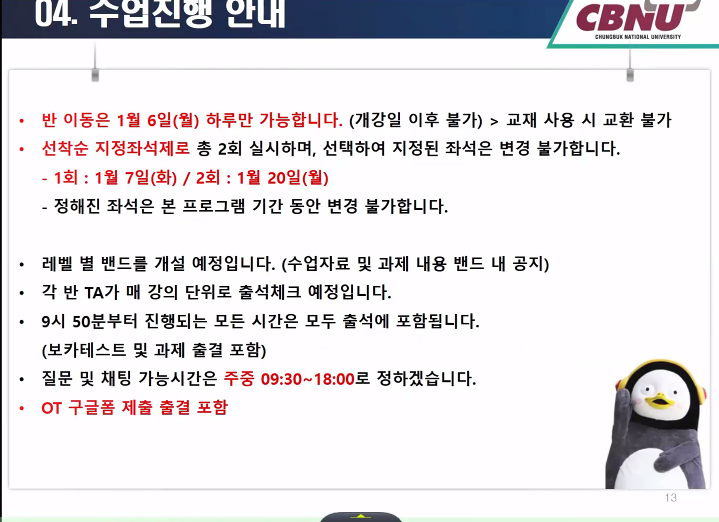 04. 수업진행 안내
CBNU
CHUNGBUK NATIONAL UNIVERSITY
• 반 이동은 1월 6일(월) 하루만 가능합니다. (개강일 이후 불가) > 교재 사용 시 교환 불가
• 선착순 지정좌석제로 총 2회 실시하며, 선택하여 지정된 좌석은 변경 불가합니다.
- 1회 : 1월 7일(화) / 2회 : 1월 20일(월)
- 정해진 좌석은 본 프로그램 기간 동안 변경 불가합니다.
• 레벨 별 밴드를 개설 예정입니다. (수업자료 및 과제 내용 밴드 내 공지)
• 각 반 TA가 매 강의 단위로 출석체크 예정입니다.
• 9시 50분부터 진행되는 모든 시간은 모두 출석에 포함됩니다.
(보카테스트 및 과제 출결 포함)
• 질문 및 채팅 가능시간은 주중 09:30~18:00로 정하겠습니다.
• OT 구글폼 제출 출결 포함
13